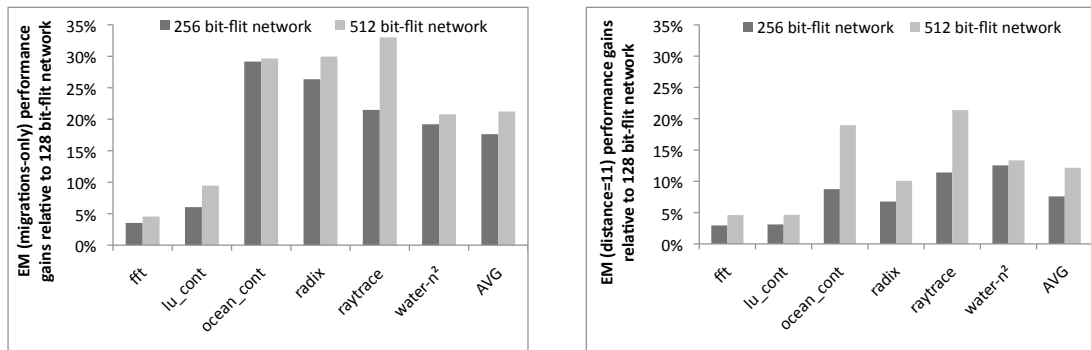 EM (migrations-only) performance
gains relative to 128 bit-flit network
35%
30%
25%
20%
15%
10%
5%
0%
256 bit-flit network
512 bit-flit network
fft
lu_cont
ocean_cont
radix
raytrace
water-n²
AVG
EM (distance=11) performance gains
relative to 128 bit-flit network
35%
30%
25%
20%
15%
10%
5%
0%
256 bit-flit network
512 bit-flit network
fft
lu_cont
ocean_cont
radix
raytrace
water-n²
AVG